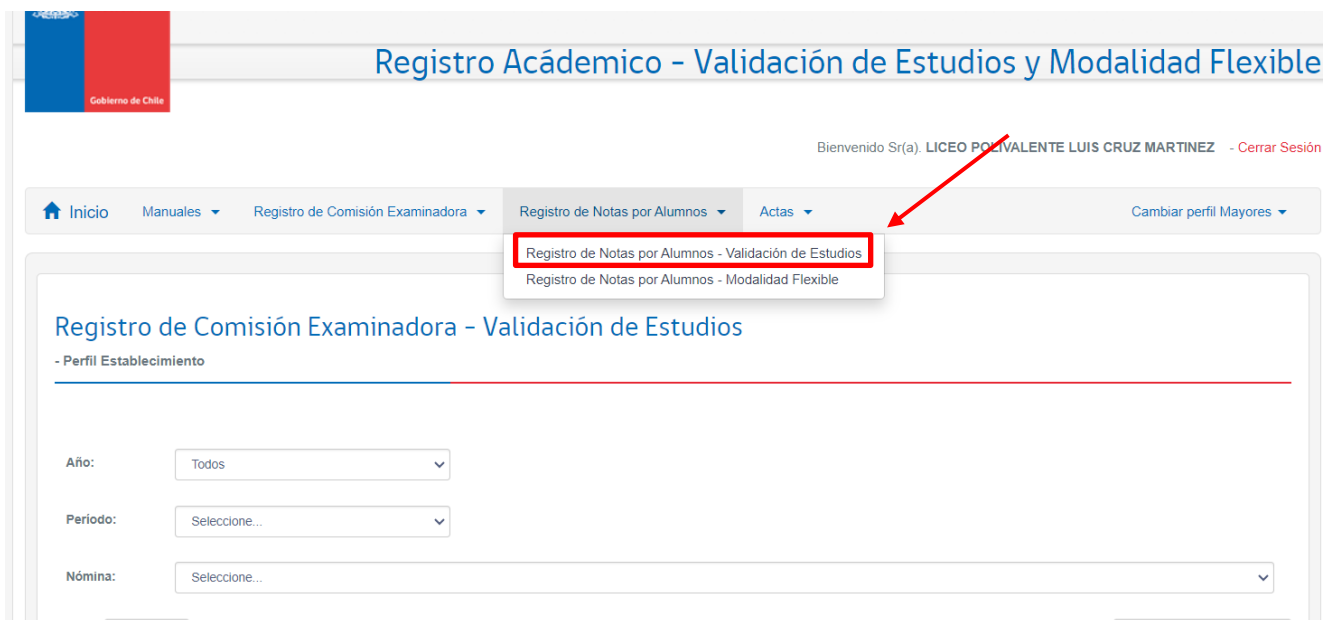 Gobierno de Chile
Registro Acádemico - Validación de Estudios y Modalidad Flexible
Bienvenido Sr(a). LICEO POLIVALENTE LUIS CRUZ MARTINEZ - Cerrar Sesión
Inicio Manuales Registro de Comisión Examinadora Registro de Notas por Alumnos Actas Cambiar perfil Mayores
Registro de Notas por Alumnos - Validación de Estudios
Registro de Notas por Alumnos - Modalidad Flexible
Registro de Comisión Examinadora - Validación de Estudios
- Perfil Establecimiento
Año: Todos
Período: Seleccione...
Nómina: Seleccione...